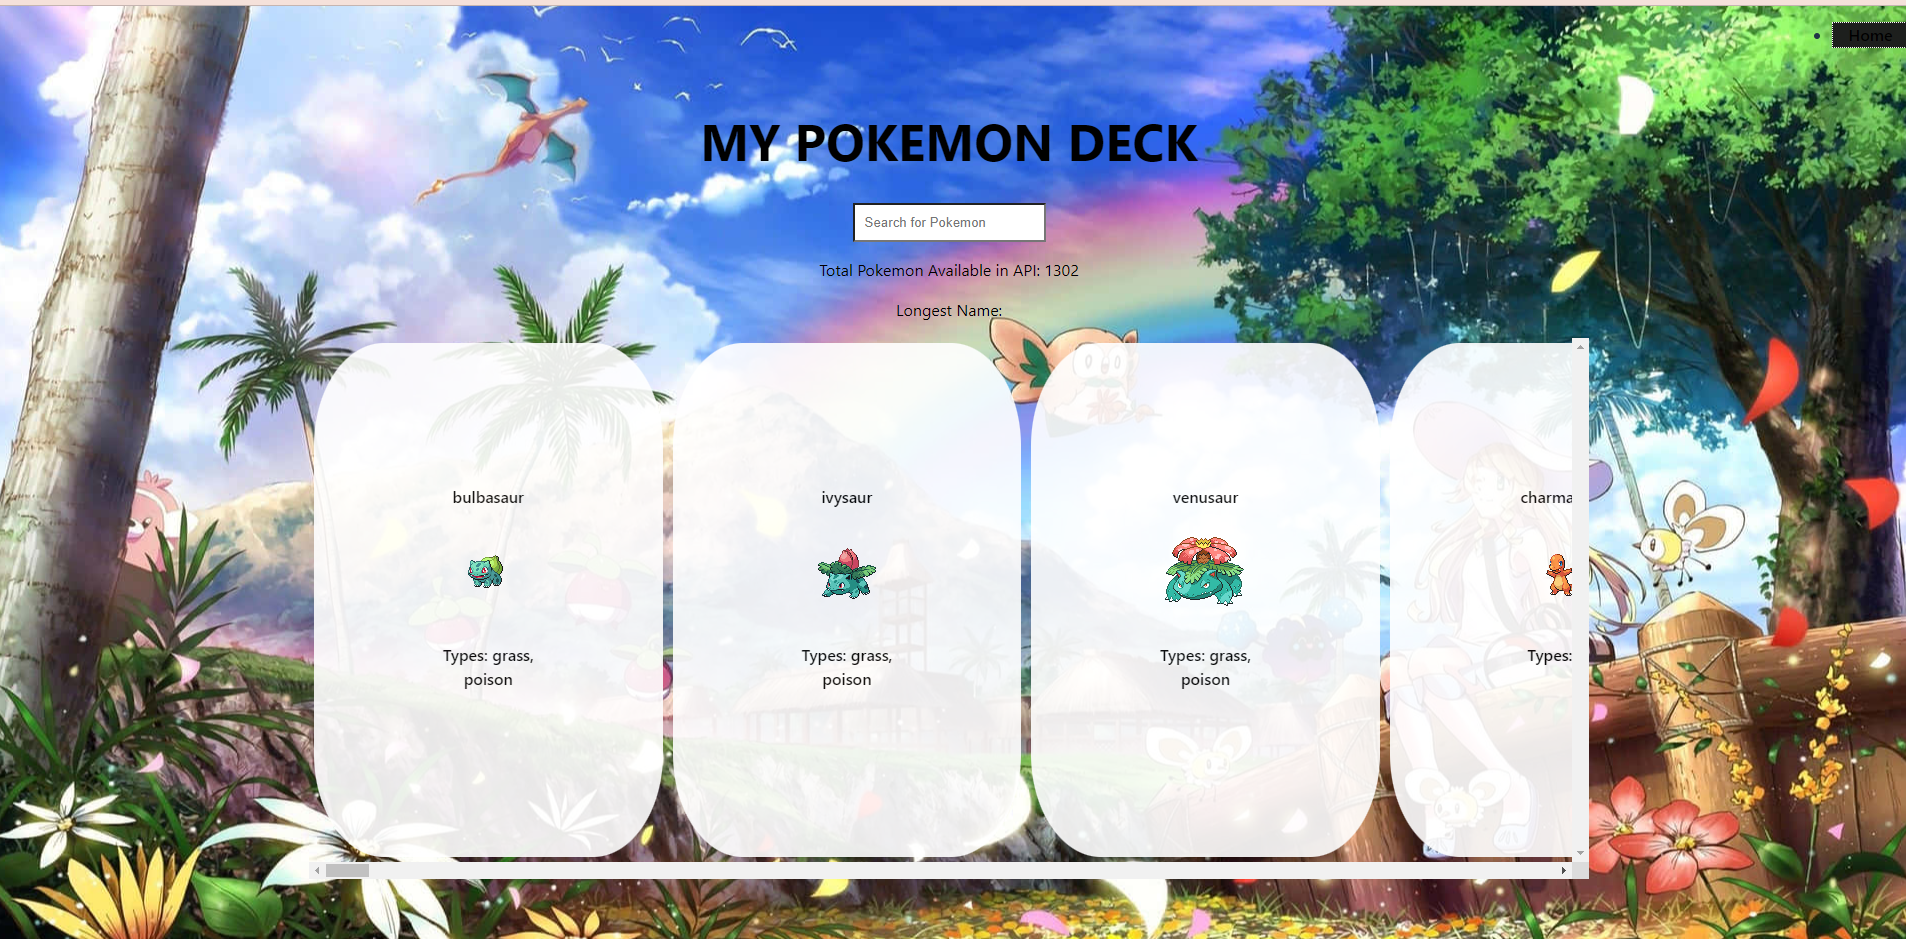 Home
MY POKEMON DECK
Search for Pokemon
Total Pokemon Available in API: 1302
Longest Name:
bulbasaur
Types: grass,
poison
ivysaur
Types: grass,
poison
venusaur
Types: grass,
poison
charma
Types: